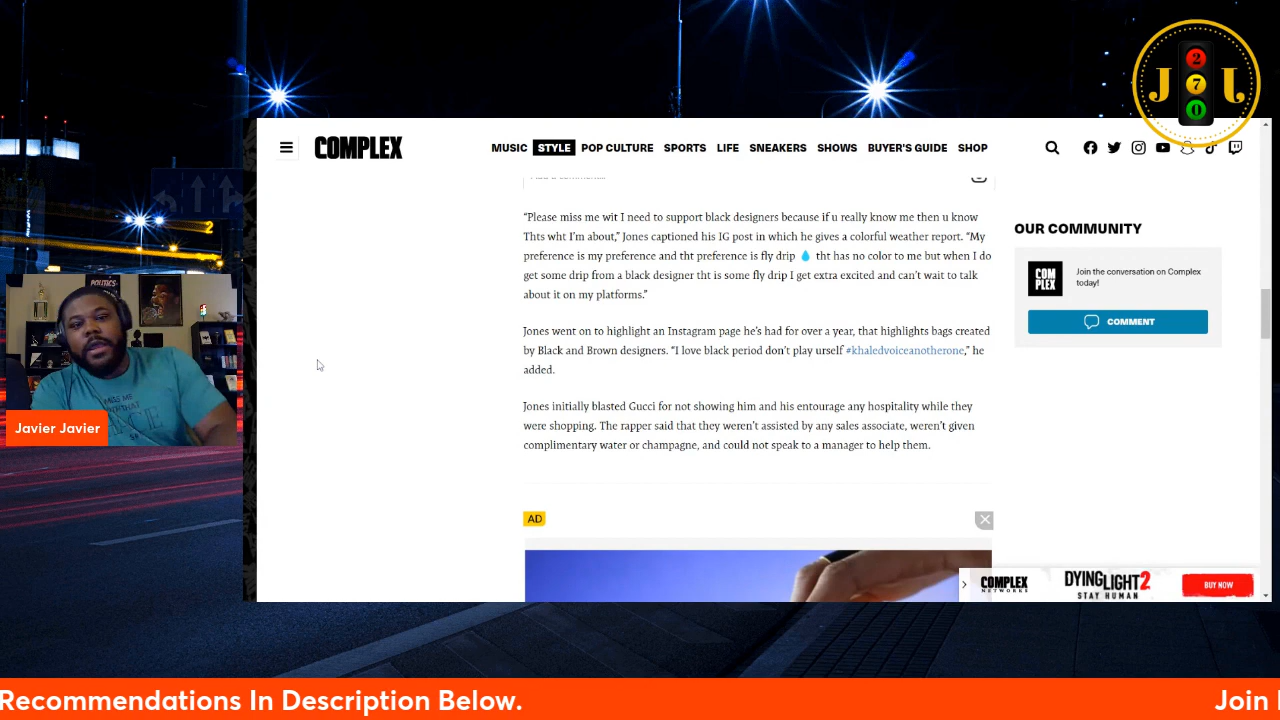 2
J 7 J
0
COMPLEX
MUSIC STYLE POP CULTURE SPORTS LIFE SNEAKERS SHOWS BUYER'S GUIDE SHOP
“Please miss me wit I need to support black designers because if u really know me then u know
Thts wht I’m about,” Jones captioned his IG post in which he gives a colorful weather report. “My
preference is my preference and tht preference is fly drip 💧 tht has no color to me but when I do
get some drip from a black designer tht is some fly drip I get extra excited and can’t wait to talk
about it on my platforms.”
Jones went on to highlight an Instagram page he’s had for over a year, that highlights bags created
by Black and Brown designers. “I love black period don’t play urself #khaledvoiceanotherone,” he
added.
Jones initially blasted Gucci for not showing him and his entourage any hospitality while they
were shopping. The rapper said that they weren’t assisted by any sales associate, weren’t given
complimentary water or champagne, and could not speak to a manager to help them.
AD
OUR COMMUNITY
COM
PLEX
Join the conversation on Complex
today!
COMMENT
COMPLEX
NETWORKS
DYING LIGHT 2
STAY HUMAN
BUY NOW
POLITICS
MISS ME
Javier Javier
Recommendations In Description Below.
Join